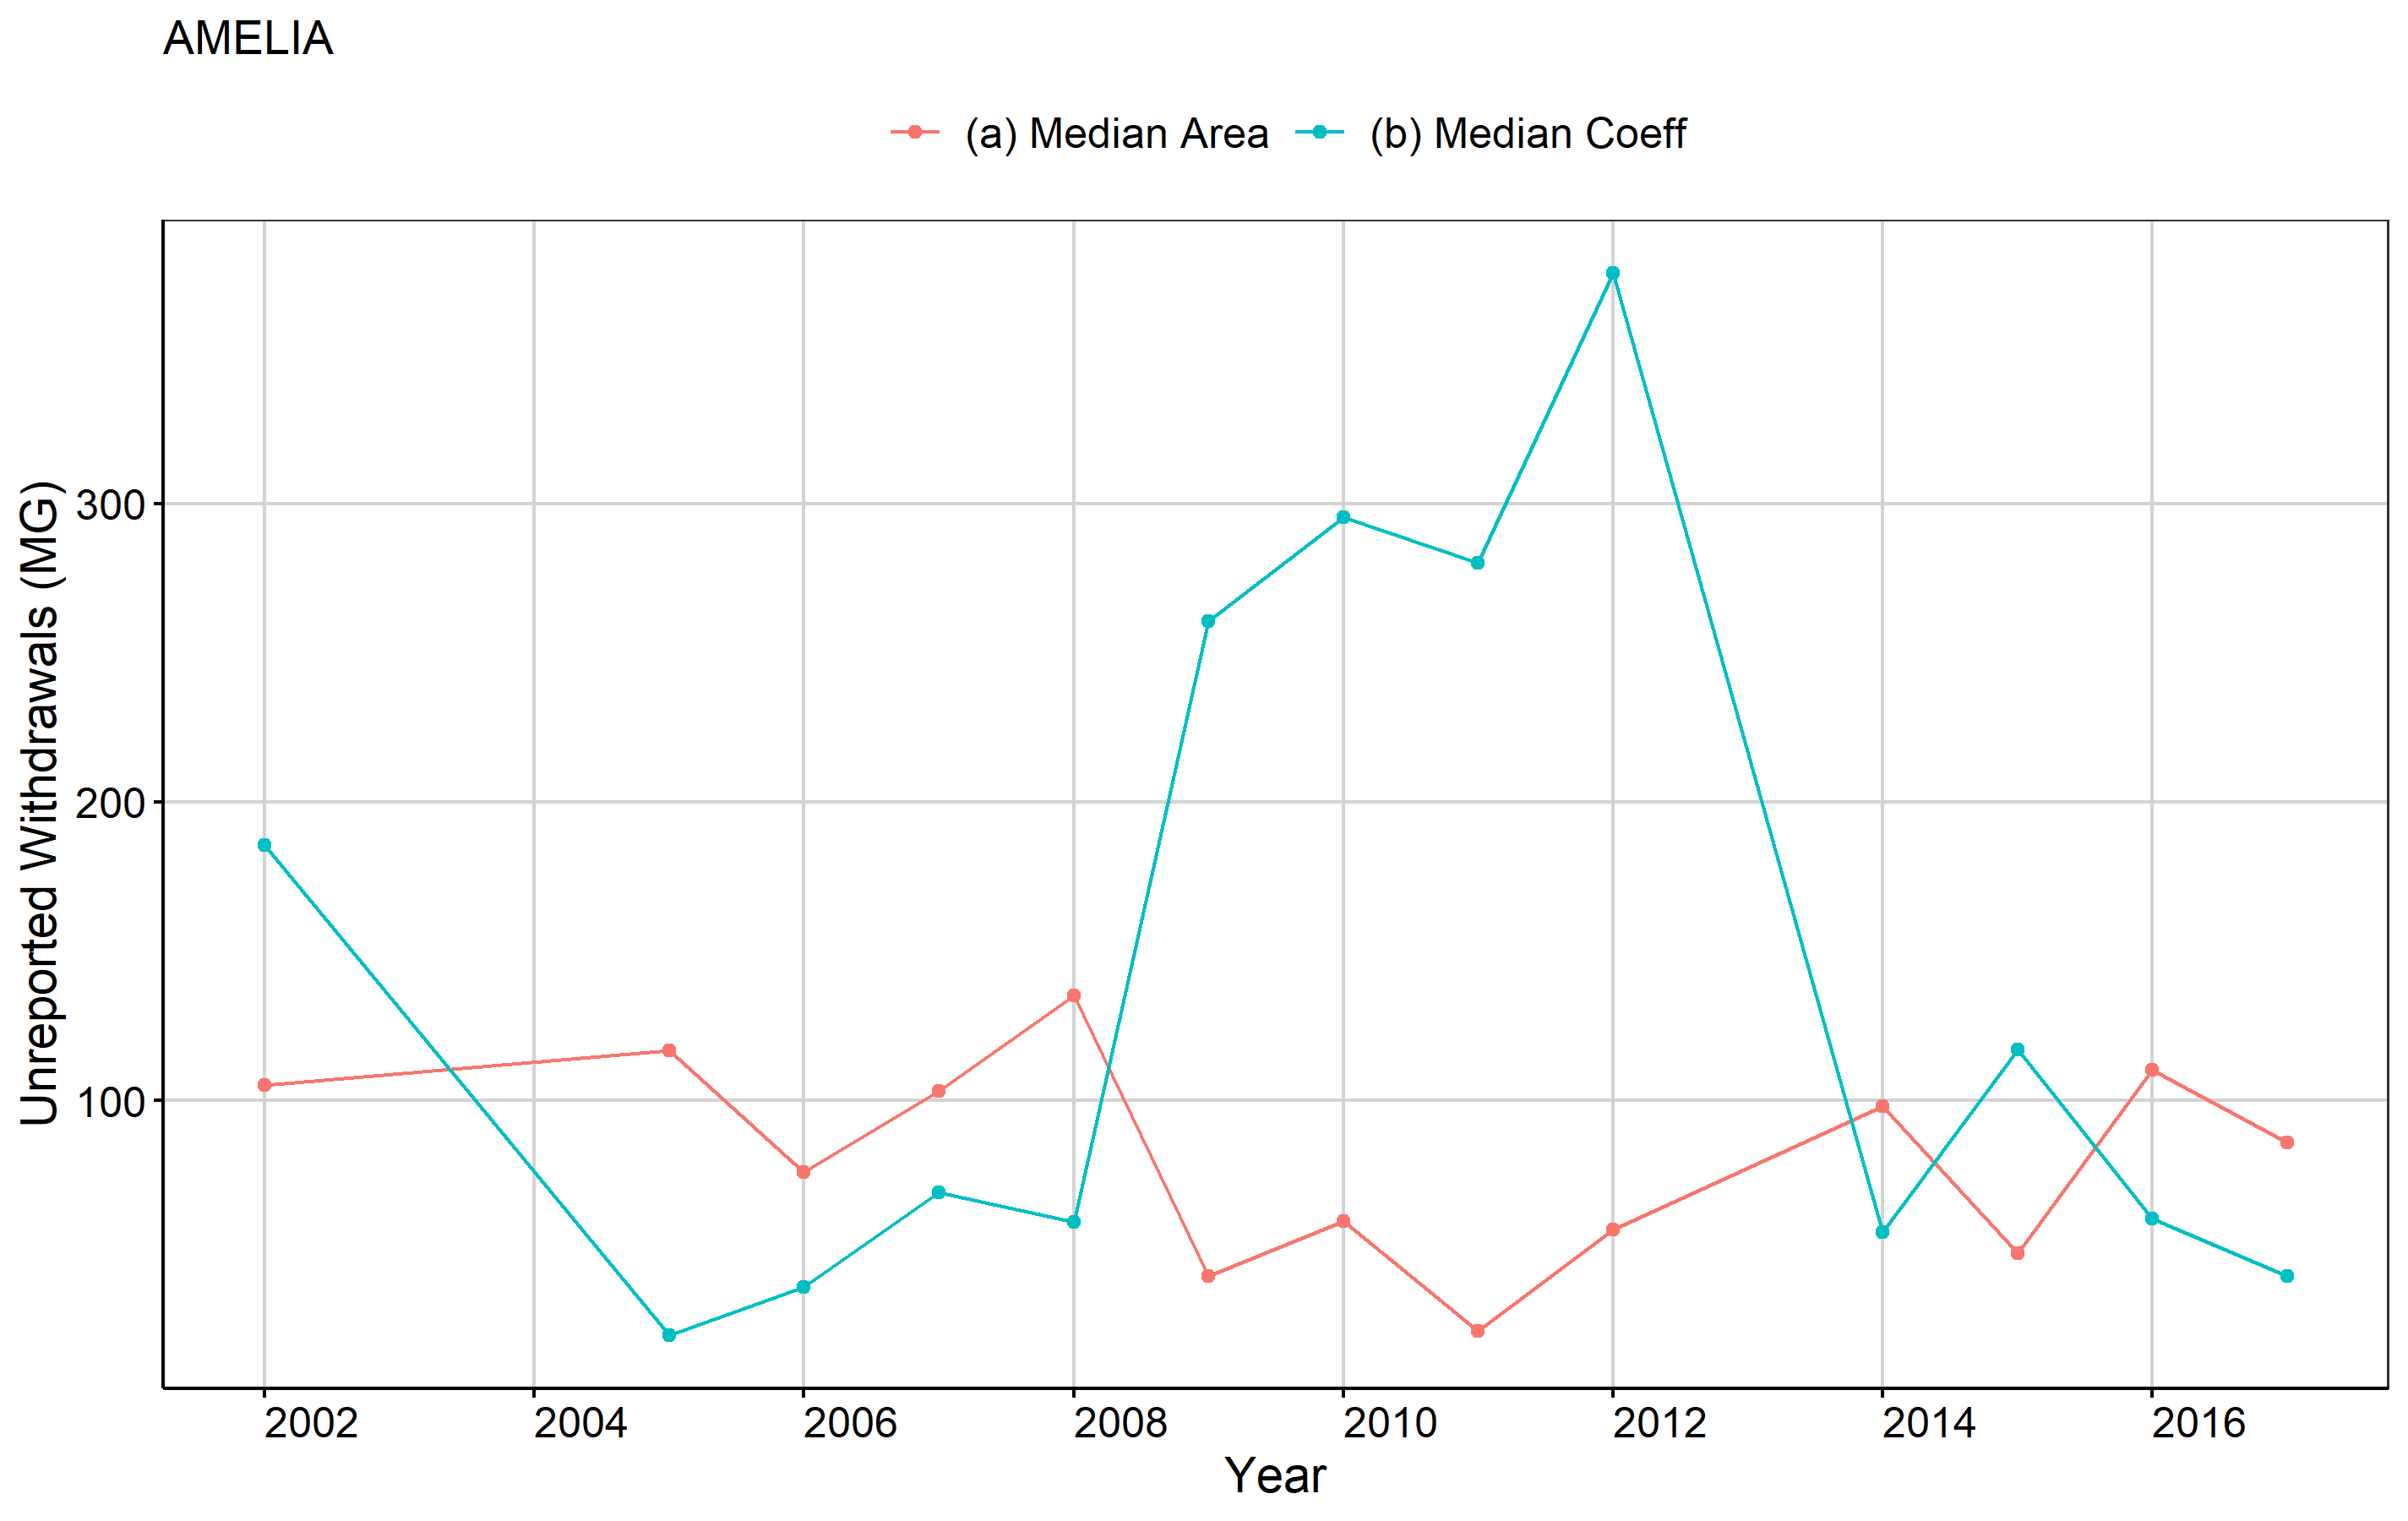 AMELIA
(a) Median Area (b) Median Coeff
Unreported Withdrawals (MG)
300
200
100
2002 2004 2006 2008 2010 2012 2014 2016
Year